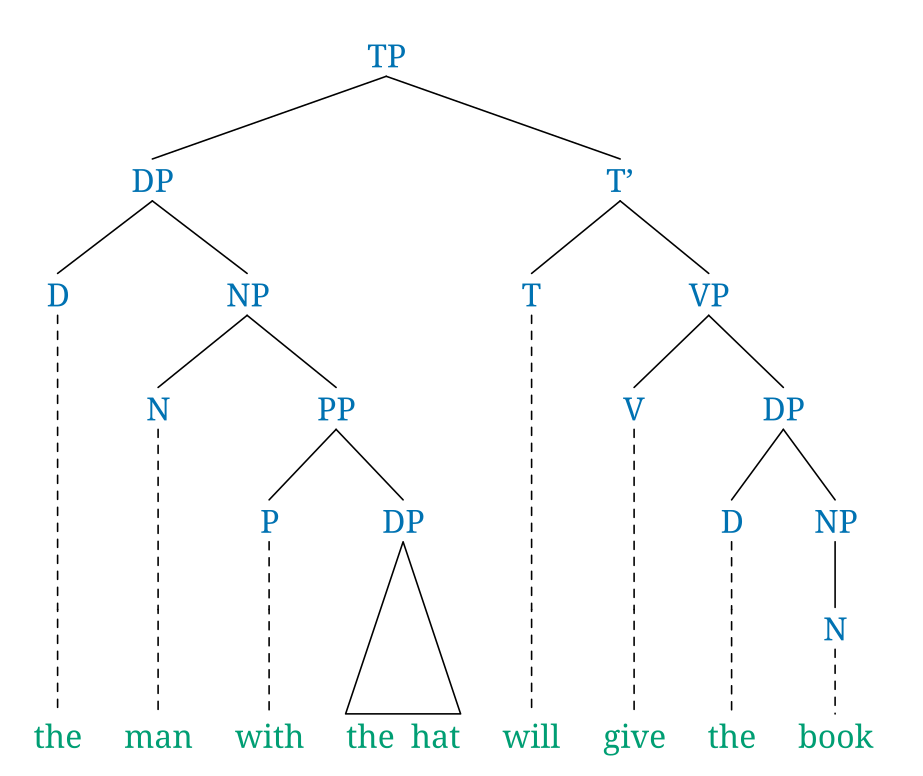 TP
DP T’
D NP T VP
N PP V DP
P DP D NP
N
the man with the hat will give the book